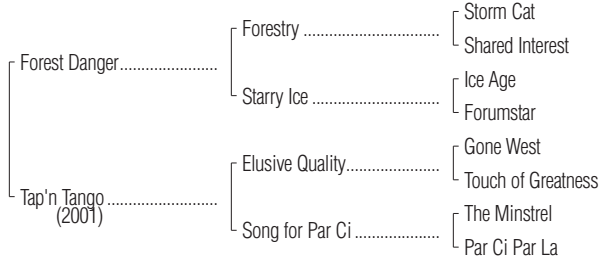 Storm Cat
Forestry ........................................
Shared Interest
Forest Danger.......................
Ice Age
Starry Ice .....................................
Forumstar
Gone West
Elusive Quality...........................
Touch of Greatness
Tap'n Tango ..........................
(2001)
The Minstrel
Song for Par Ci .........................
Par Ci Par La